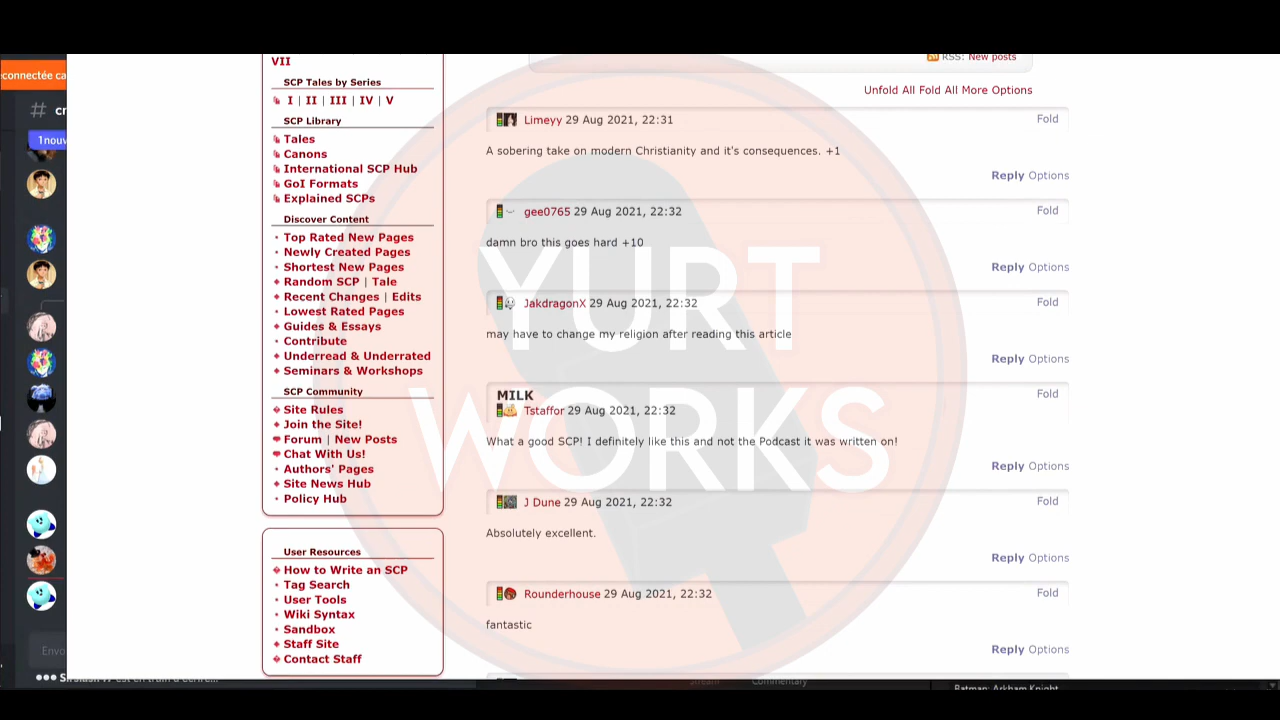 econnectée ca
# cr
1 nouv
VII
SCP Tales by Series
I | II | III | IV | V
SCP Library
Tales
Canons
International SCP Hub
GoI Formats
Explained SCPs
Discover Content
Top Rated New Pages
Newly Created Pages
Shortest New Pages
Random SCP | Tale
Recent Changes | Edits
Lowest Rated Pages
Guides & Essays
Contribute
Underread & Underrated
Seminars & Workshops
SCP Community
Site Rules
Join the Site!
Forum | New Posts
Chat With Us!
Authors' Pages
Site News Hub
Policy Hub
User Resources
How to Write an SCP
Tag Search
User Tools
Wiki Syntax
Sandbox
Staff Site
Contact Staff
RSS: New posts
Unfold All Fold All More Options
Limeyy 29 Aug 2021, 22:31 Fold
A sobering take on modern Christianity and it's consequences. +1
Reply Options
gee0765 29 Aug 2021, 22:32 Fold
damn bro this goes hard +10
Reply Options
JakdragonX 29 Aug 2021, 22:32 Fold
may have to change my religion after reading this article
Reply Options
MILK Fold
Tstaffor 29 Aug 2021, 22:32
What a good SCP! I definitely like this and not the Podcast it was written on!
Reply Options
J Dune 29 Aug 2021, 22:32 Fold
Absolutely excellent.
Reply Options
Rounderhouse 29 Aug 2021, 22:32 Fold
fantastic
Reply Options
YURT
WORKS
Envo
Stream
Commentary
Batman: Arkham Knight